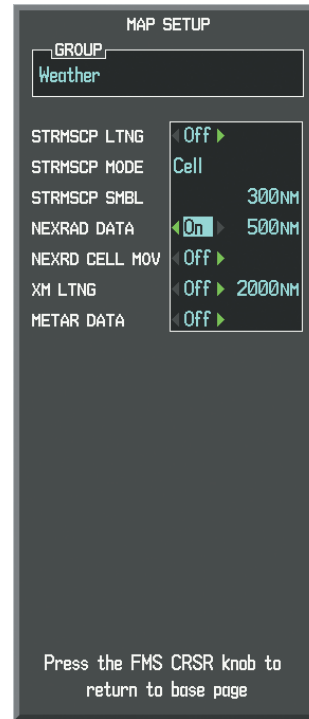 MAP SETUP
GROUP
Weather
STRMSCP LTNG Off
STRMSCP MODE Cell
STRMSCP SMBL 300NM
NEXRAD DATA On 500NM
NEXRD CELL MOV Off
XM LTNG Off 2000NM
METAR DATA Off
Press the FMS CRSR knob to
return to base page